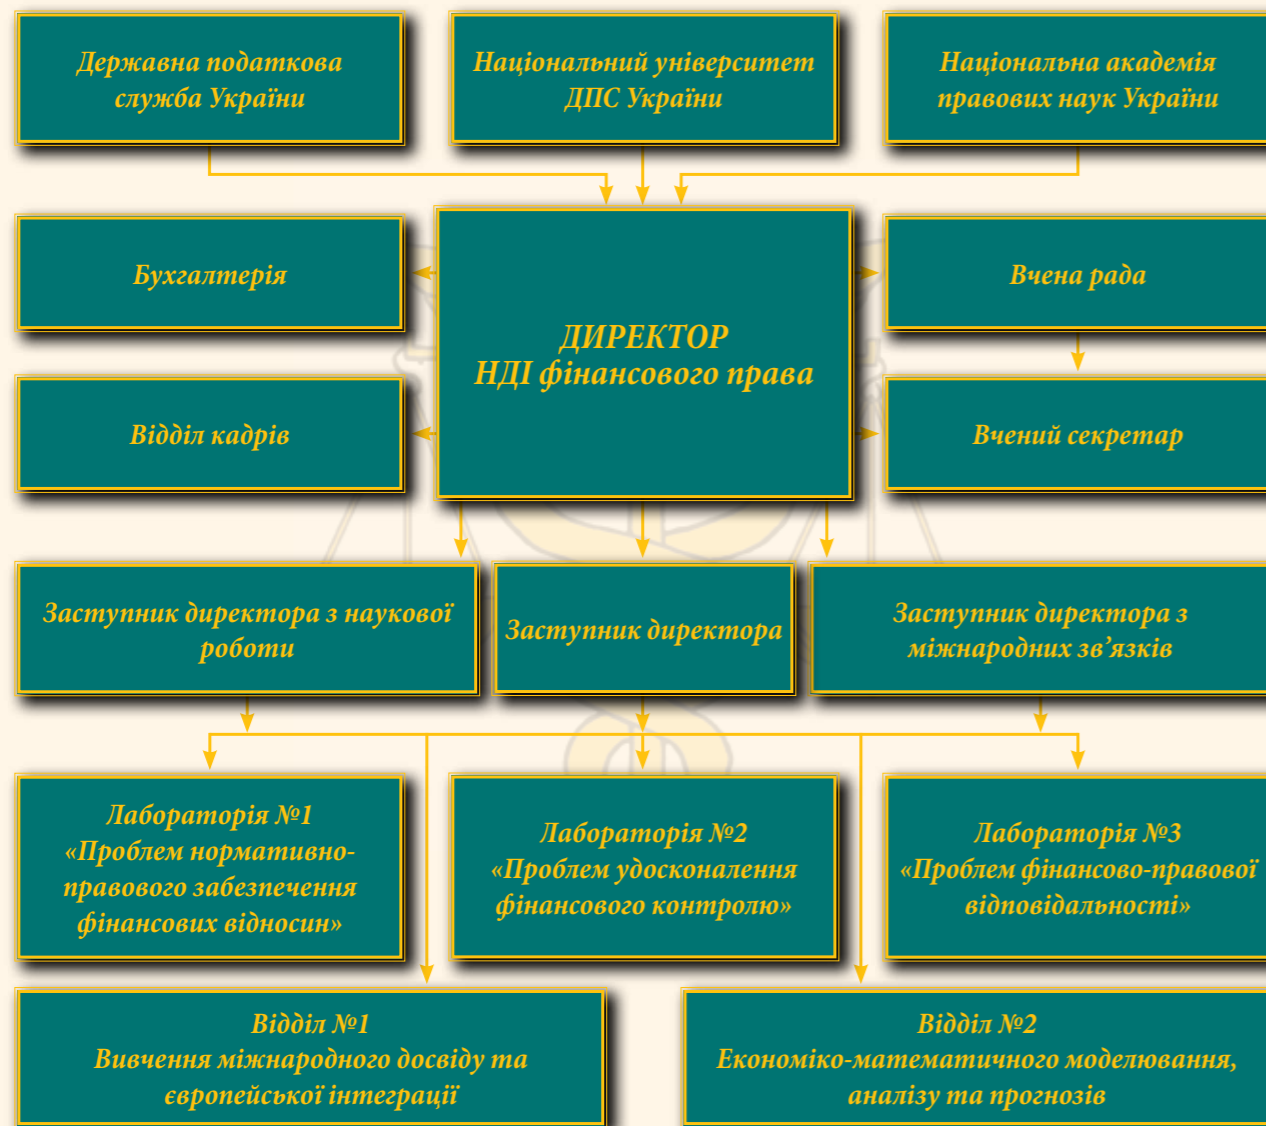 Державна податкова
служба України
Національний університет
ДПС України
Національна академія
правових наук України
Бухгалтерія
ДИРЕКТОР
НДІ фінансового права
Вчена рада
Відділ кадрів
Вчений секретар
Заступник директора з наукової
роботи
Заступник директора
Заступник директора з
міжнародних зв’язків
Лабораторія №1
«Проблем нормативно-
правового забезпечення
фінансових відносин»
Лабораторія №2
«Проблем удосконалення
фінансового контролю»
Лабораторія №3
«Проблем фінансово-правової
відповідальності»
Відділ №1
Вивчення міжнародного досвіду та
європейської інтеграції
Відділ №2
Економіко-математичного моделювання,
аналізу та прогнозів